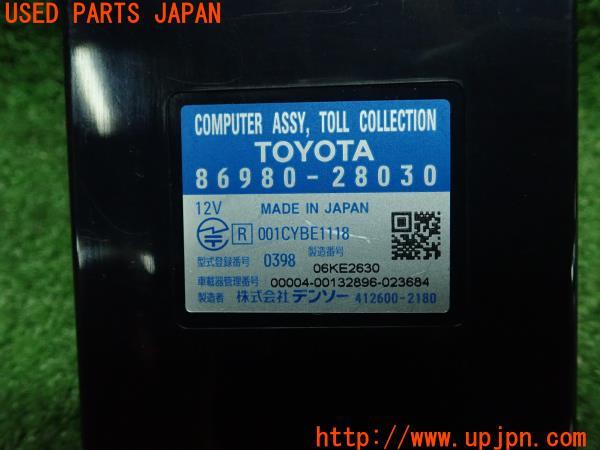 USED PARTS JAPAN
COMPUTER ASSY, TOLL COLLECTION
TOYOTA
86980-28030
12V MADE IN JAPAN
R 001CYBE1118
型式登録番号 0398 製造番号 06KE2630
車載器管理番号 00004-00132896-023684
製造者 株式会社デンソー 412600-2180
http://www.upjpn.com